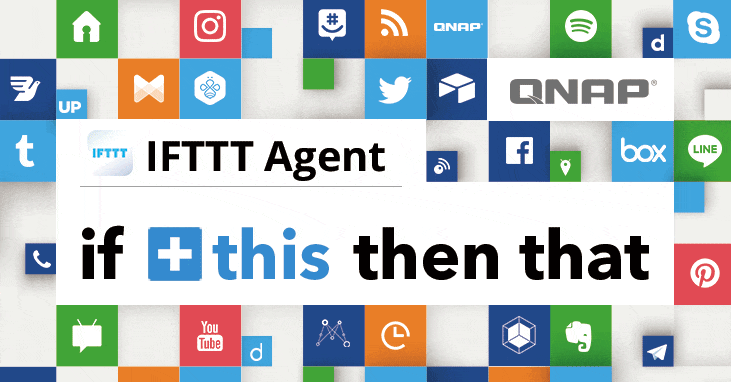 QNAP
d
UP
QNAP®
t
IFTTT
IFTTT Agent
box
LINE
if + this then that
You
Tube
d